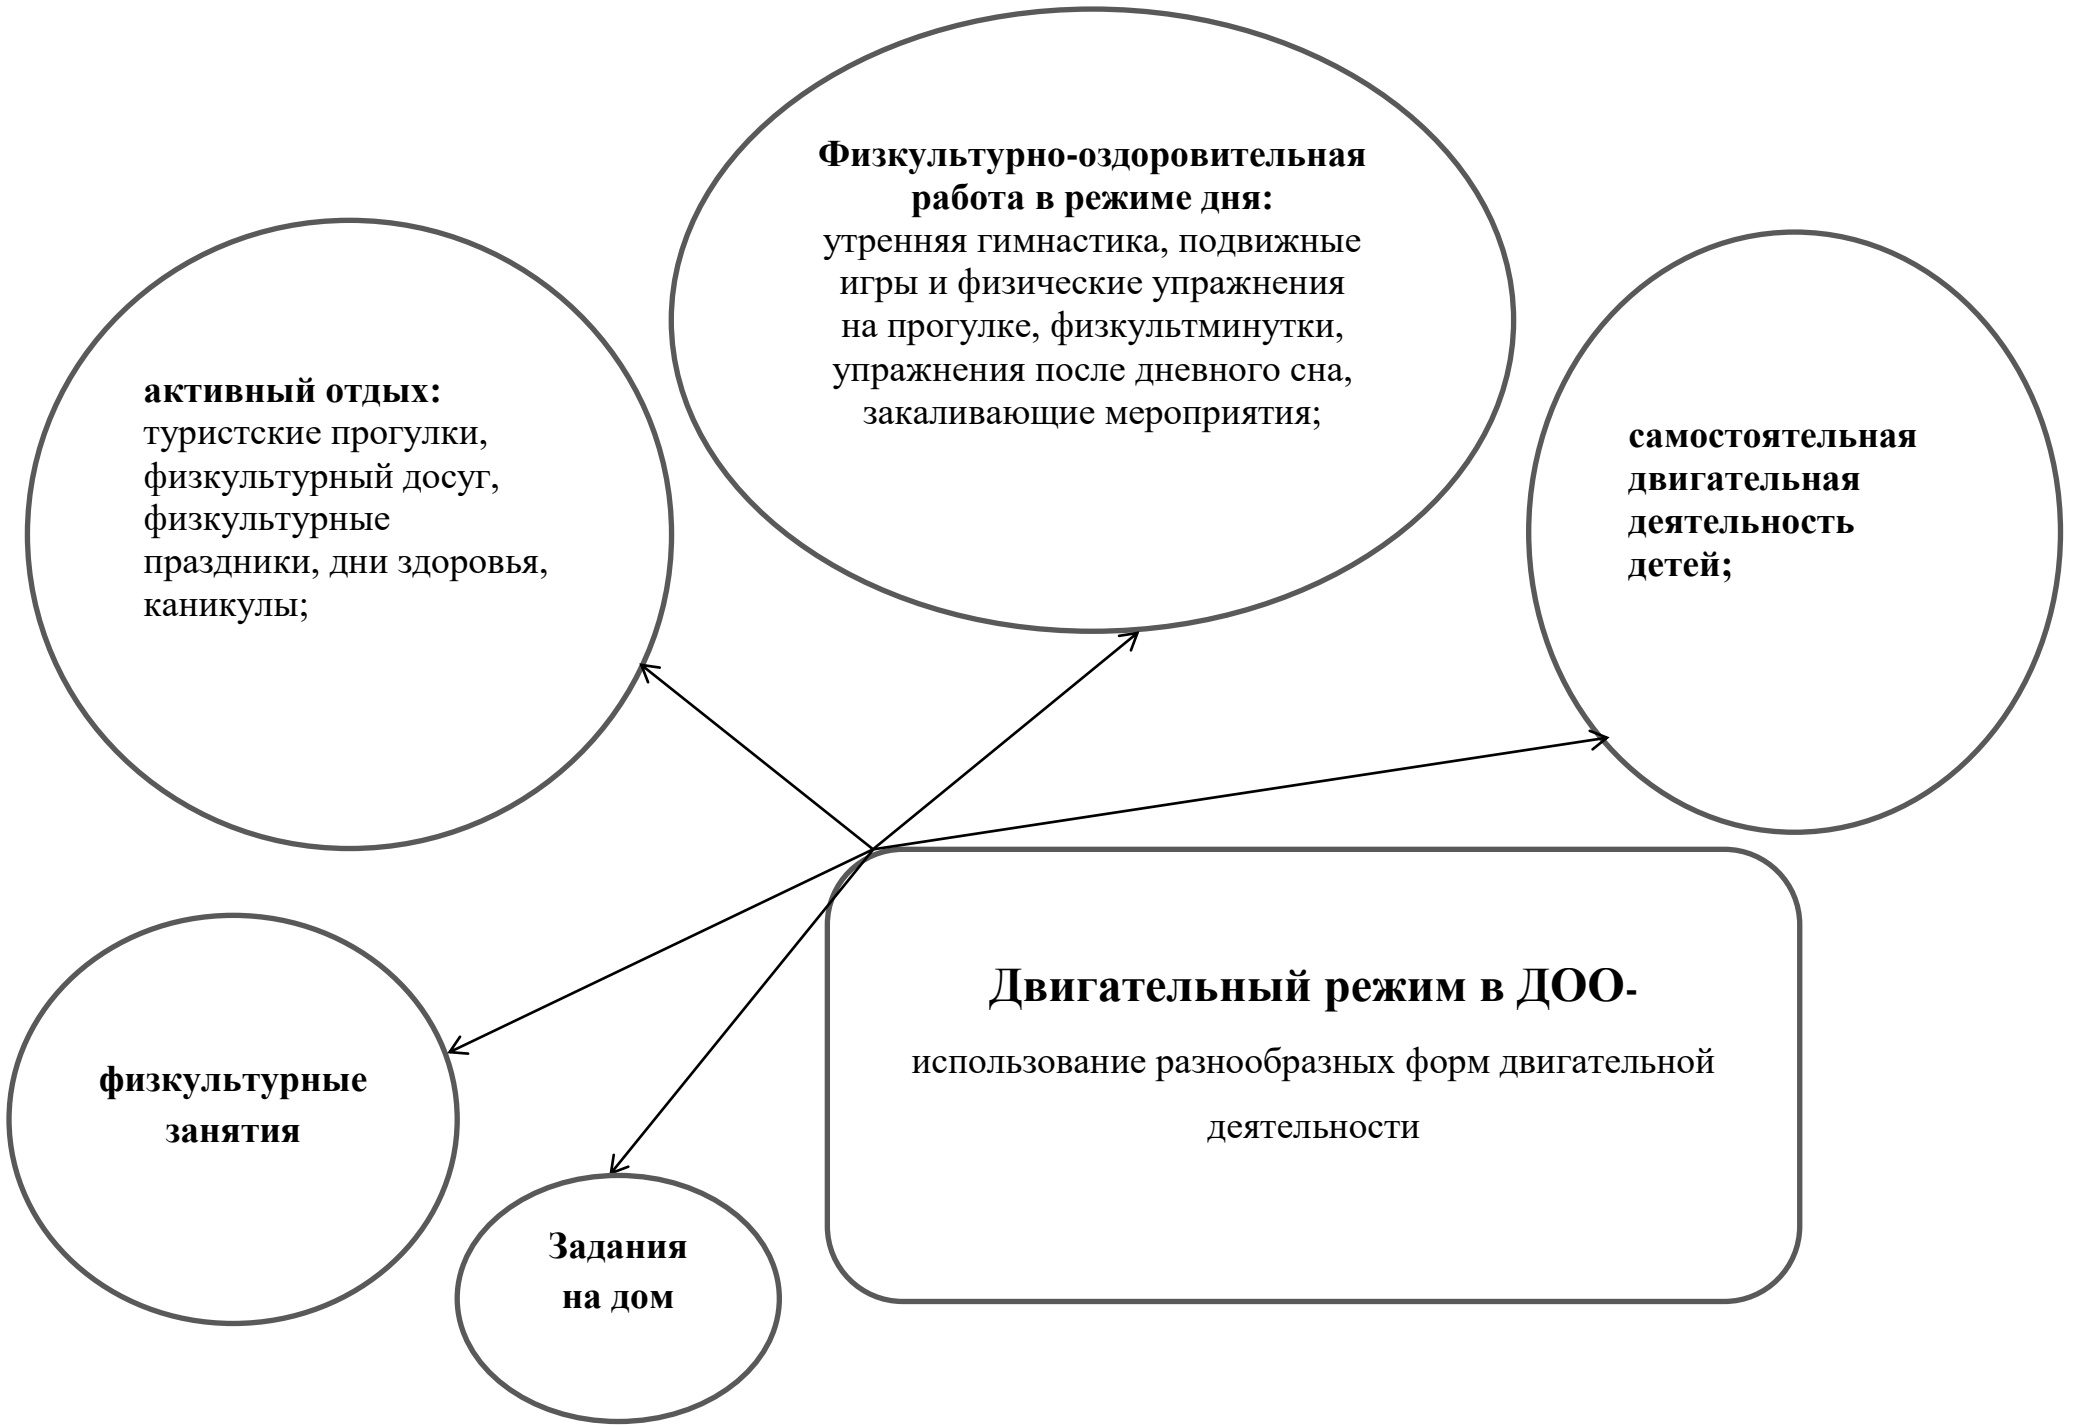 Физкультурно-оздоровительная
работа в режиме дня:
утренняя гимнастика, подвижные
игры и физические упражнения
на прогулке, физкультминутки,
упражнения после дневного сна,
закаливающие мероприятия;
активный отдых:
туристские прогулки,
физкультурный досуг,
физкультурные
праздники, дни здоровья,
каникулы;
самостоятельная
двигательная
деятельность
детей;
Двигательный режим в ДОО-
использование разнообразных форм двигательной
деятельности
физкультурные
занятия
Задания
на дом